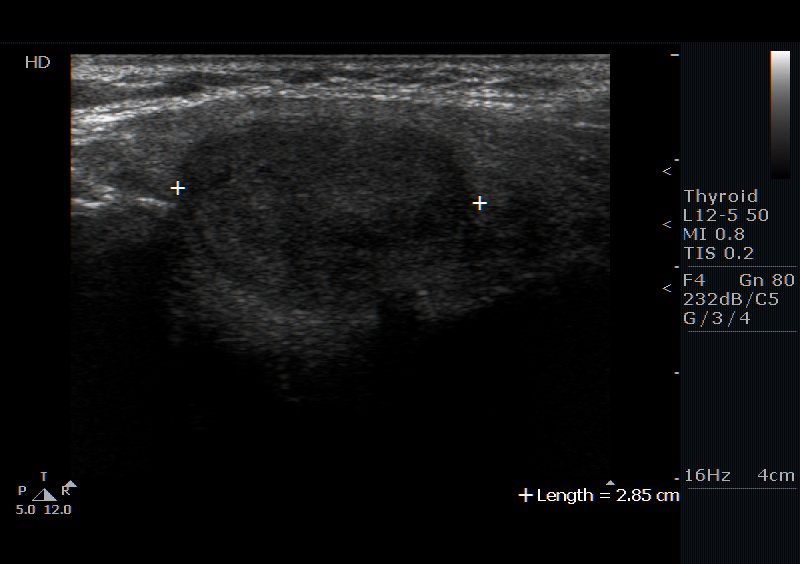 HD
Thyroid
L12-5 50
MI 0.8
TIS 0.2
F4 Gn 80
232dB/C5
G/3/4
16Hz 4cm
T
P R
5.0 12.0
+ Length = 2.85 cm